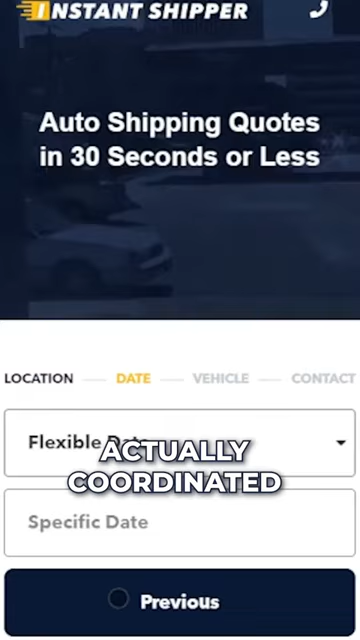 INSTANT SHIPPER
Auto Shipping Quotes
in 30 Seconds or Less
LOCATION DATE VEHICLE CONTACT
Flexible Date
ACTUALLY
COORDINATED
Specific Date
Previous